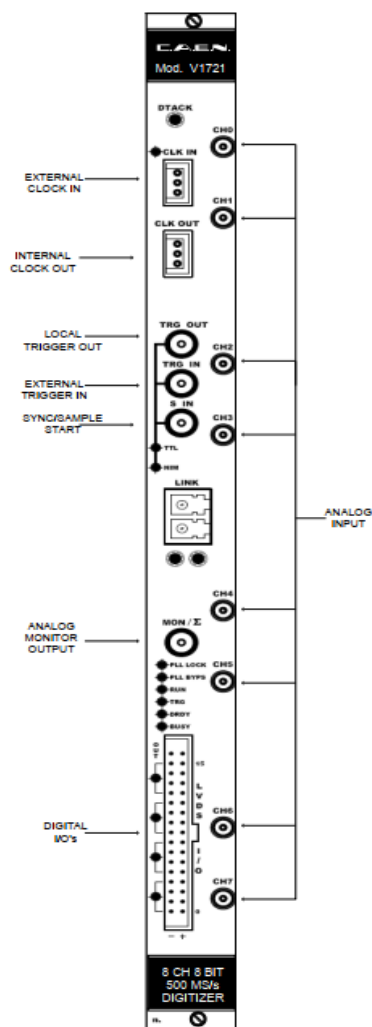 C.A.E.N.
Mod. V1721
DTACK
CH0
CLK IN
EXTERNAL
CLOCK IN
CH1
CLK OUT
INTERNAL
CLOCK OUT
TRG OUT
LOCAL
TRIGGER OUT
CH2
TRG IN
EXTERNAL
TRIGGER IN
S IN
SYNC/SAMPLE
START
CH3
TTL
NIM
LINK
ANALOG
INPUT
CH4
MON/Σ
ANALOG
MONITOR
OUTPUT
CH5
PLL LOCK
PLL BYPS
RUN
TRG
DRDY
BUSY
15
LVDS I/O
DIGITAL
I/O's
CH6
CH7
0
- +
8 CH 8 BIT
500 MS/s
DIGITIZER
n.